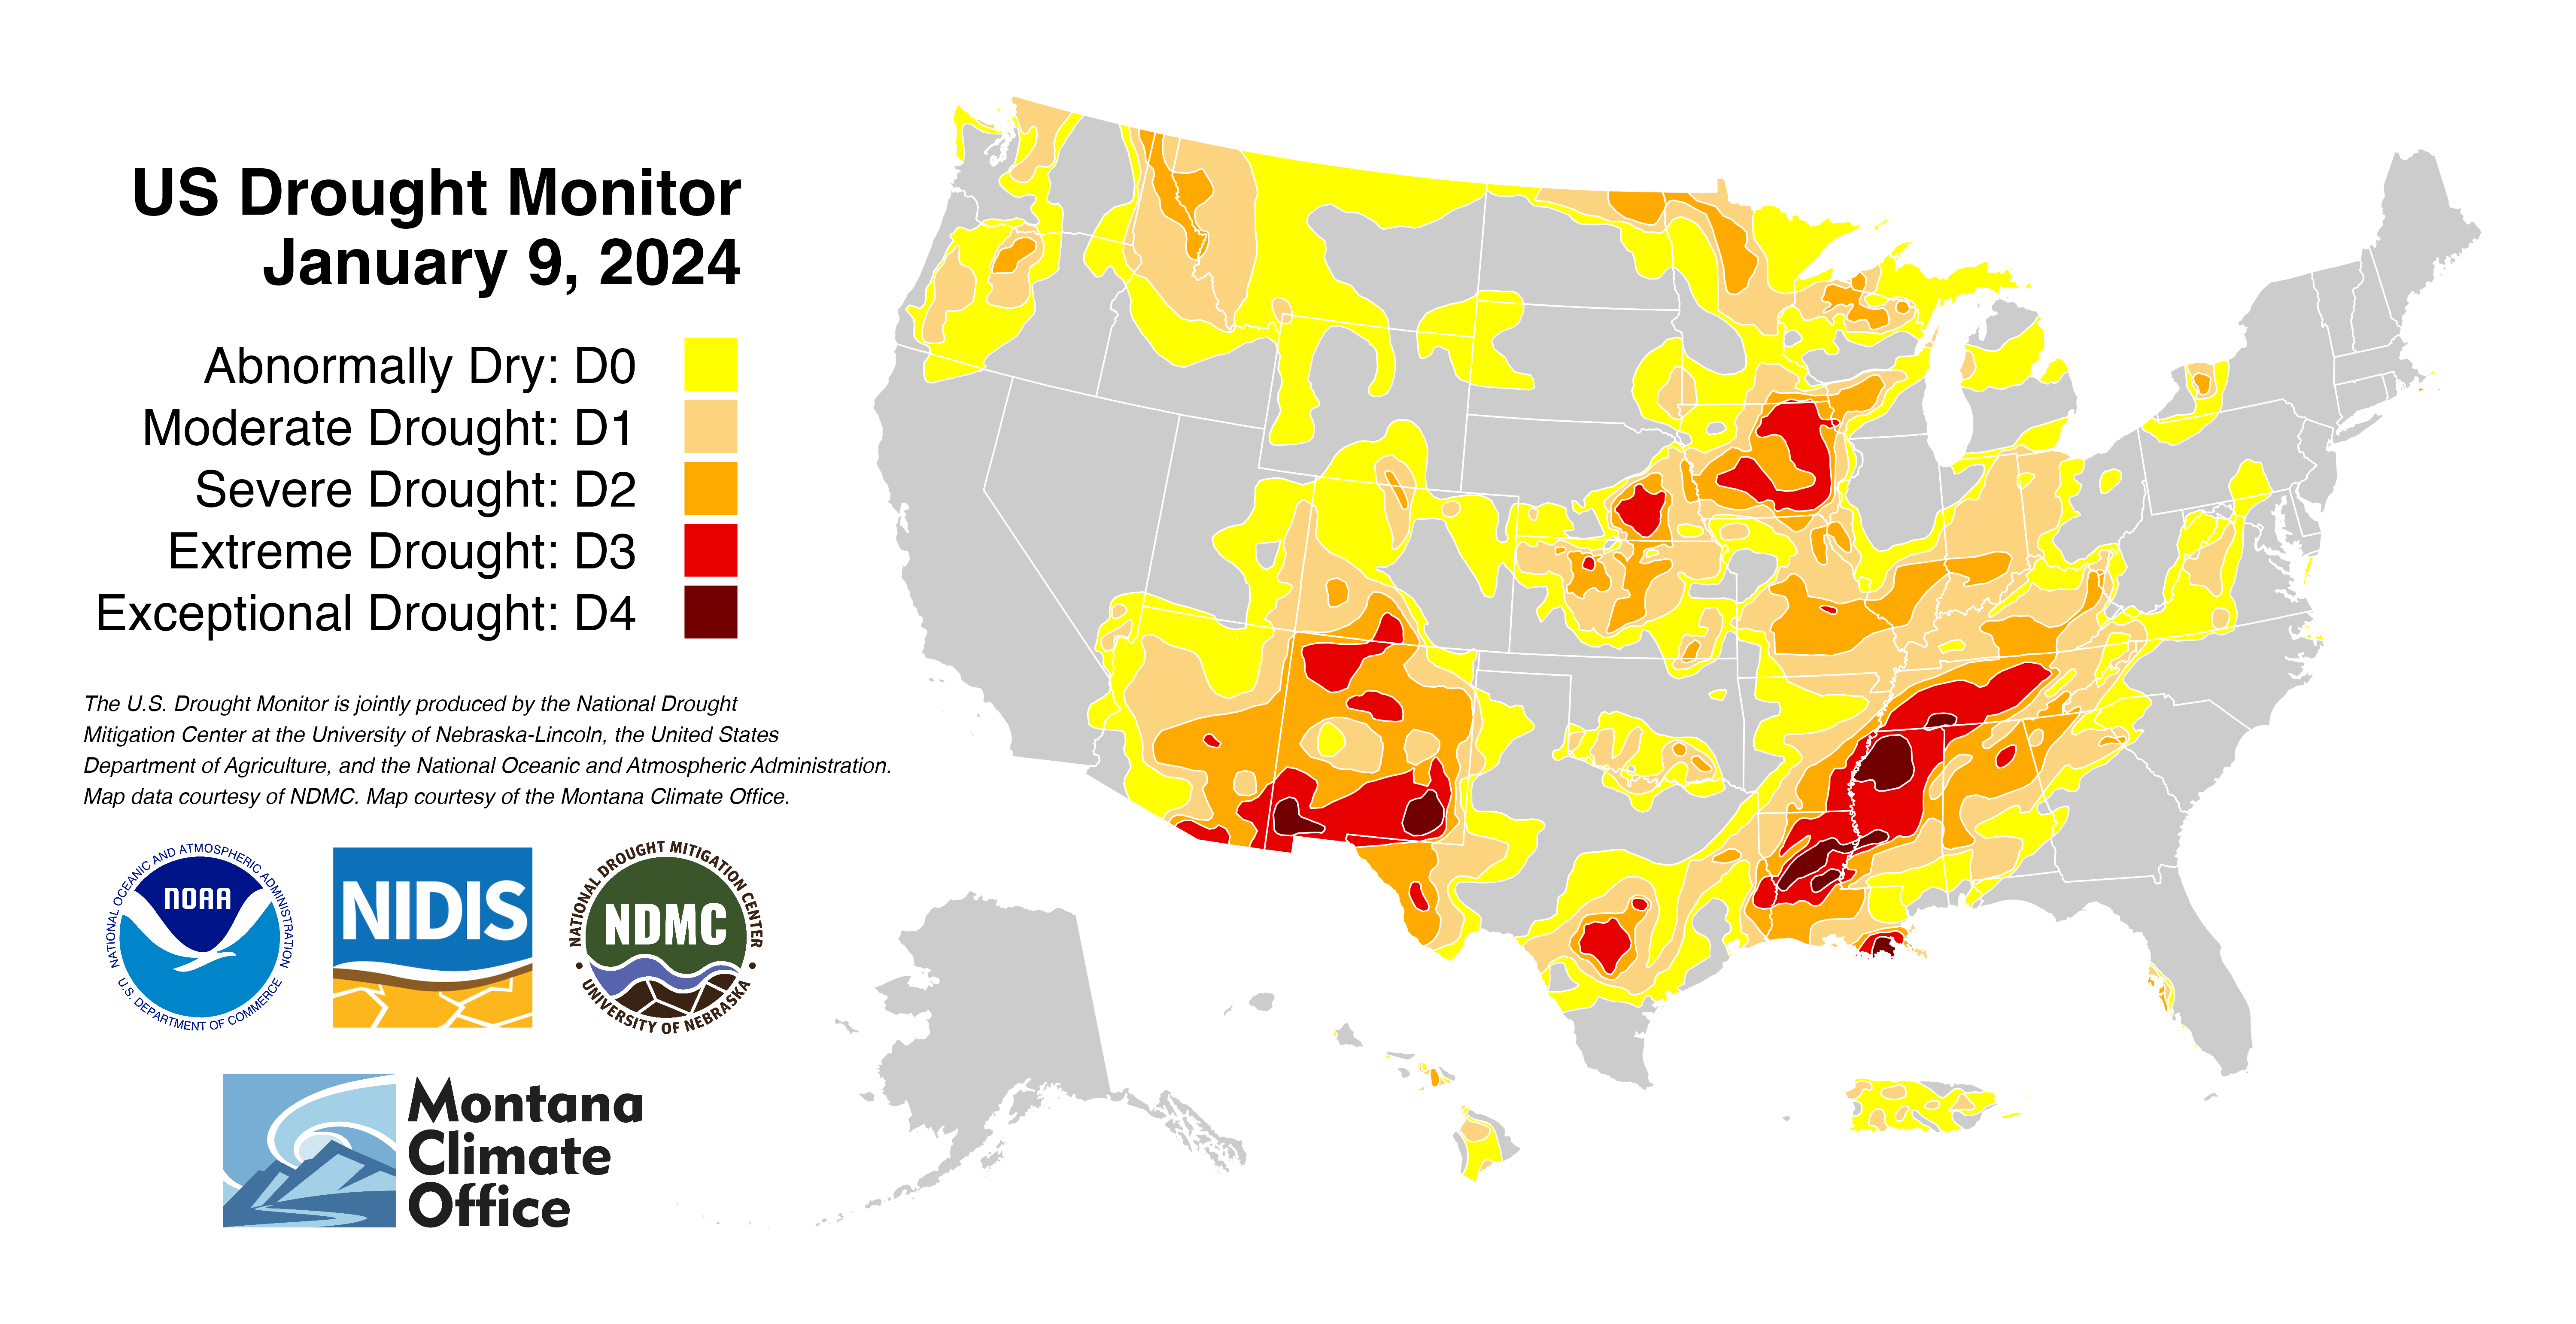 US Drought Monitor
January 9, 2024
Abnormally Dry: D0
Moderate Drought: D1
Severe Drought: D2
Extreme Drought: D3
Exceptional Drought: D4
The U.S. Drought Monitor is jointly produced by the National Drought
Mitigation Center at the University of Nebraska-Lincoln, the United States
Department of Agriculture, and the National Oceanic and Atmospheric Administration.
Map data courtesy of NDMC. Map courtesy of the Montana Climate Office.
NATIONAL OCEANIC AND ATMOSPHERIC ADMINISTRATION
NOAA
U.S. DEPARTMENT OF COMMERCE
NIDIS
NATIONAL DROUGHT MITIGATION CENTER
NDMC
UNIVERSITY OF NEBRASKA
Montana
Climate
Office